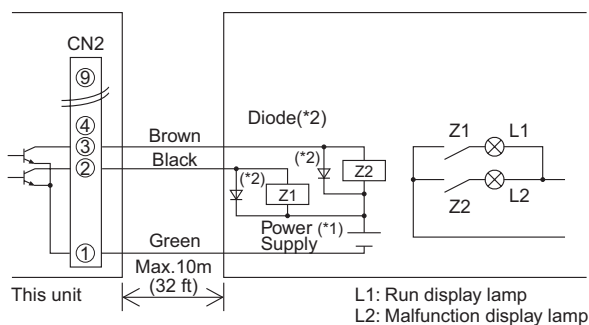 CN2
⑨
④
③
②
①
Brown
Black
Green
Diode(*2)
(*2)
Z2
(*2)
Z1
Power (*1)
Supply
Z1
L1
Z2
L2
This unit
Max.10m
(32 ft)
L1: Run display lamp
L2: Malfunction display lamp